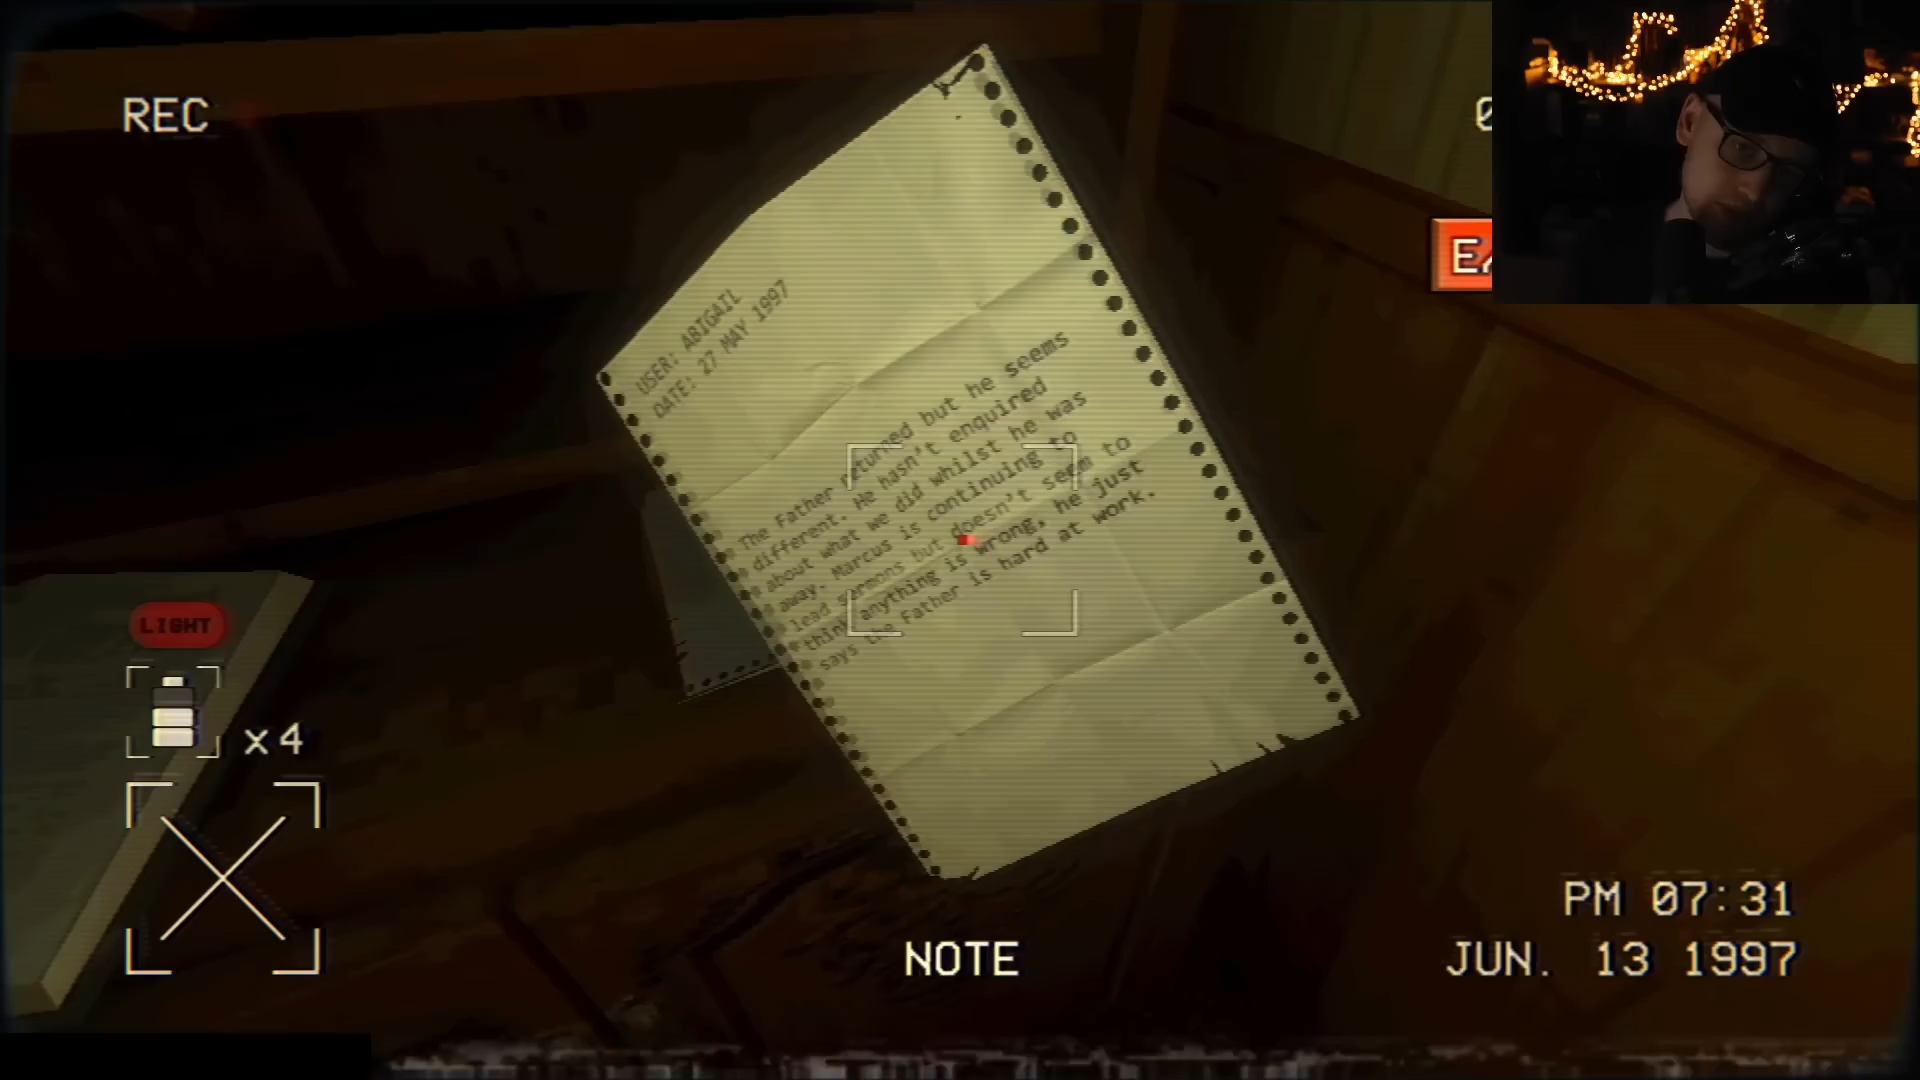 REC
USER: ABIGAIL
DATE: 27 MAY 1997
The Father returned but he seems
different. He hasn't enquired
about what we did whilst he was
away. Marcus is continuing to
lead sermons but doesn't seem to
think anything is wrong, he just
says the Father is hard at work.
LIGHT
x4
NOTE
PM 07:31
JUN. 13 1997